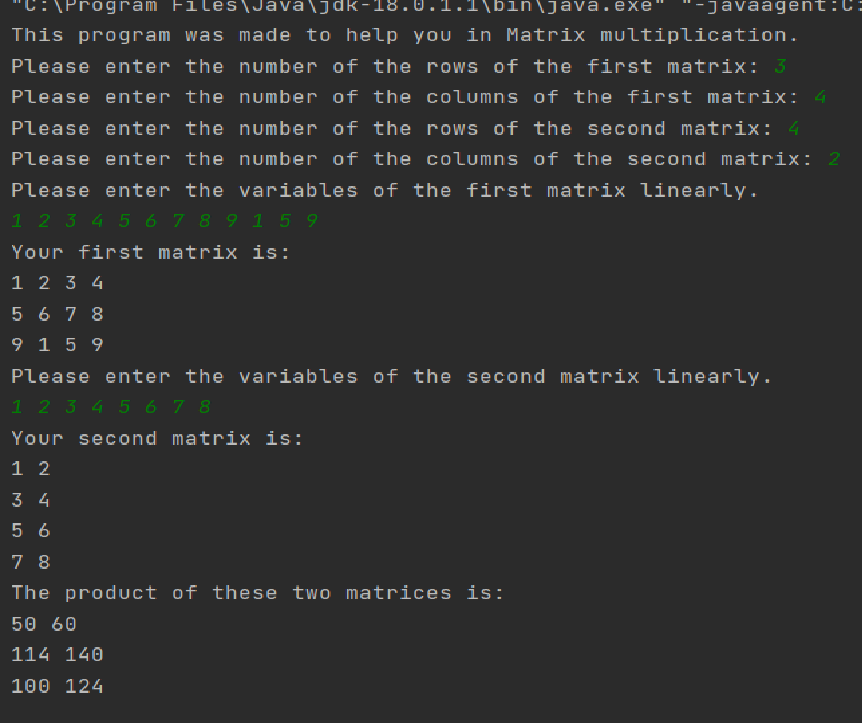 "C:\Program Files\Java\jdk-18.0.1.1\bin\java.exe" "-javaagent:C:
This program was made to help you in Matrix multiplication.
Please enter the number of the rows of the first matrix: 3
Please enter the number of the columns of the first matrix: 4
Please enter the number of the rows of the second matrix: 4
Please enter the number of the columns of the second matrix: 2
Please enter the variables of the first matrix linearly.
1 2 3 4 5 6 7 8 9 1 5 9
Your first matrix is:
1 2 3 4
5 6 7 8
9 1 5 9
Please enter the variables of the second matrix linearly.
1 2 3 4 5 6 7 8
Your second matrix is:
1 2
3 4
5 6
7 8
The product of these two matrices is:
50 60
114 140
100 124